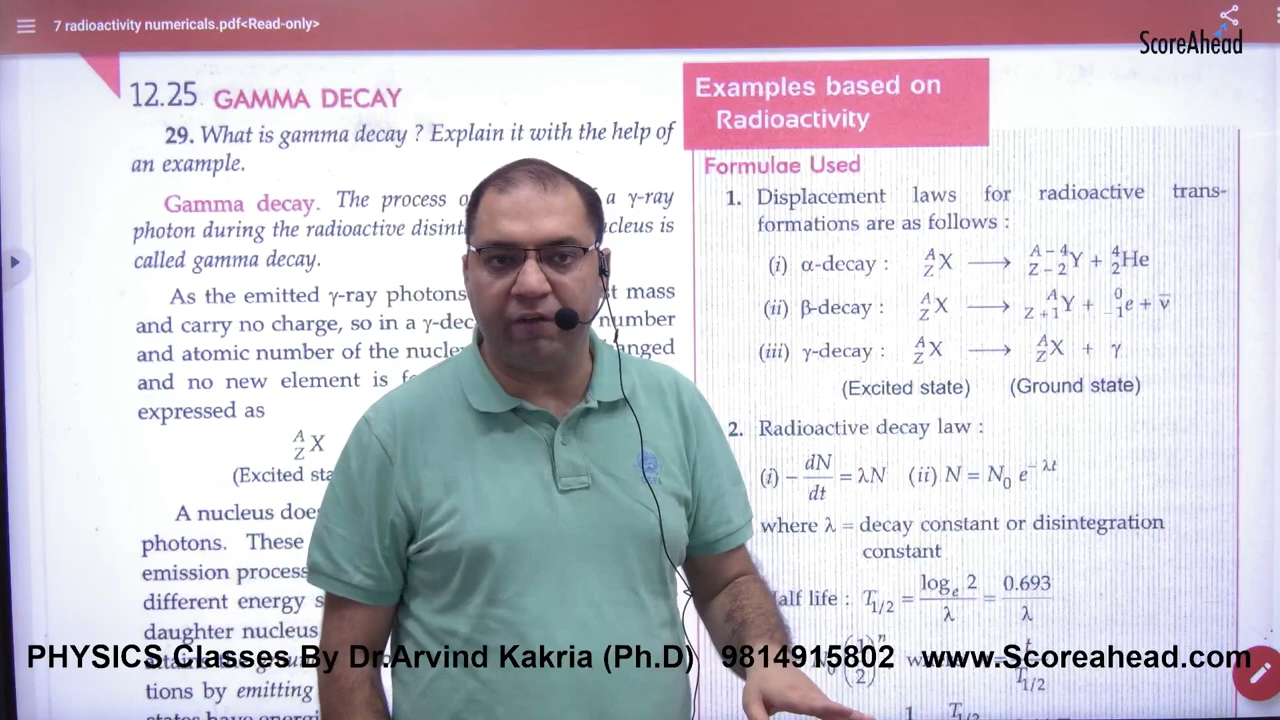 7 radioactivity numericals.pdf<Read-only>
ScoreAhead
12.25 GAMMA DECAY
29. What is gamma decay ? Explain it with the help of
an example.
Gamma decay. The process o a γ-ray
photon during the radioactive disint cleus is
called gamma decay.
As the emitted γ-ray photons t mass
and carry no charge, so in a γ-dec number
and atomic number of the nucle anged
and no new element is f
expressed as
A Z X
(Excited sta
A nucleus doe
photons. These
emission process
different energy s
daughter nucleus
tions by emitting
Examples based on
Radioactivity
Formulae Used
1. Displacement laws for radioactive trans-
formations are as follows :
(i) α-decay : A Z X ⟶ A − 4 Z − 2 Y + 4 2 He
(ii) β-decay : A Z X ⟶ A Z + 1 Y + 0 −1 e + ν̄
(iii) γ-decay : A Z X ⟶ A Z X + γ
(Excited state) (Ground state)
2. Radioactive decay law :
(i) − dN/dt = λN (ii) N = N₀ e^−λt
where λ = decay constant or disintegration
constant
alf life : T1/2 = logₑ 2/λ = 0.693/λ
N₀ (1/2)ⁿ t/T1/2
PHYSICS Classes By Dr.Arvind Kakria (Ph.D) 9814915802 www.Scoreahead.com